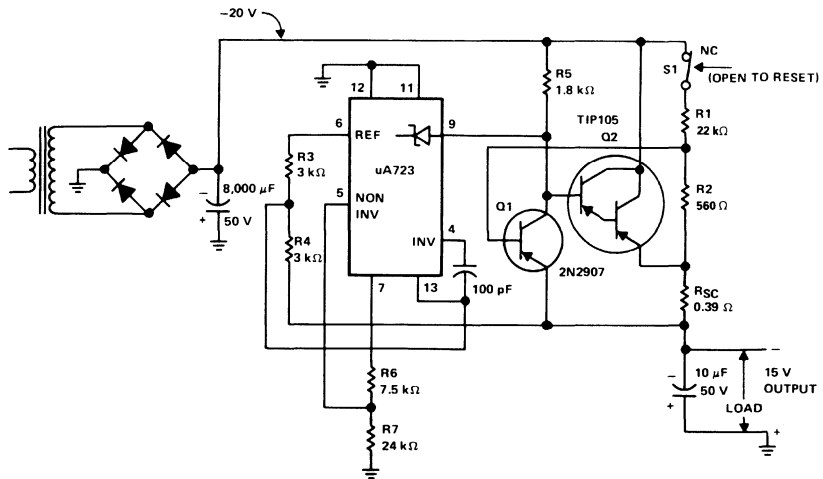 −20 V
NC
S1
(OPEN TO RESET)
12
11
R5
1.8 kΩ
R1
22 kΩ
TIP105
Q2
6
REF
9
uA723
R3
3 kΩ
5
NON
INV
8,000 µF
−
+
50 V
R4
3 kΩ
INV
4
Q1
2N2907
R2
560 Ω
100 pF
7
13
RSC
0.39 Ω
R6
7.5 kΩ
R7
24 kΩ
−
10 µF
50 V
+
−
15 V
OUTPUT
LOAD
+